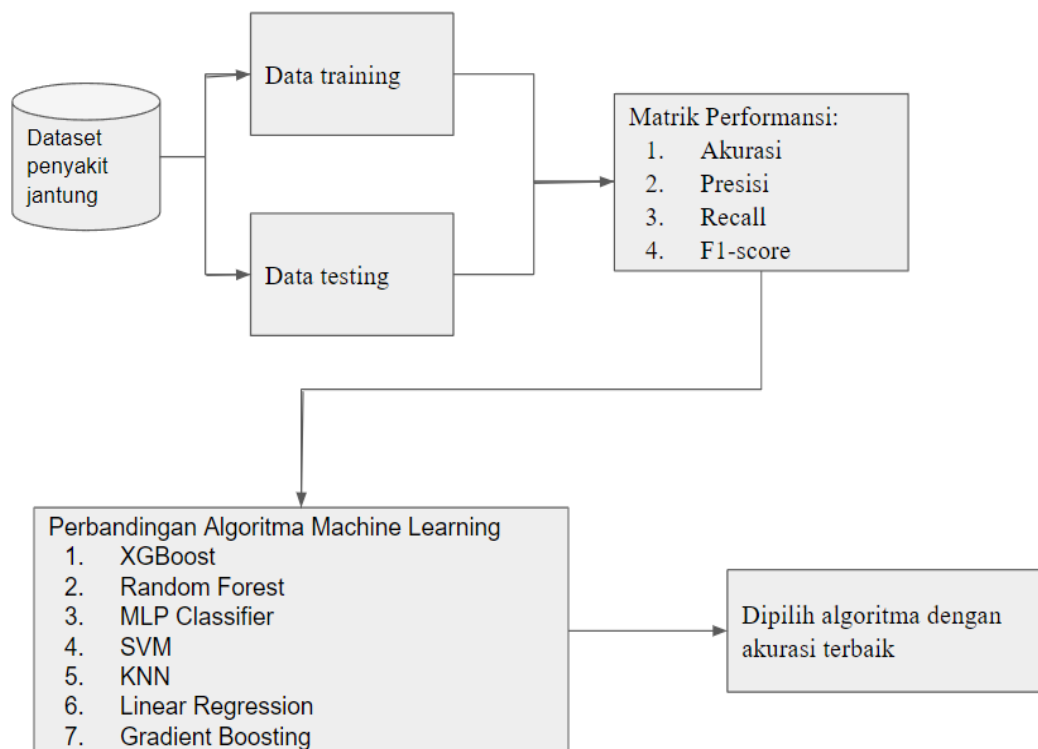 Dataset
penyakit
jantung
Data training
Data testing
Matrik Performansi:
1. Akurasi
2. Presisi
3. Recall
4. F1-score
Perbandingan Algoritma Machine Learning
1. XGBoost
2. Random Forest
3. MLP Classifier
4. SVM
5. KNN
6. Linear Regression
7. Gradient Boosting
Dipilih algoritma dengan
akurasi terbaik